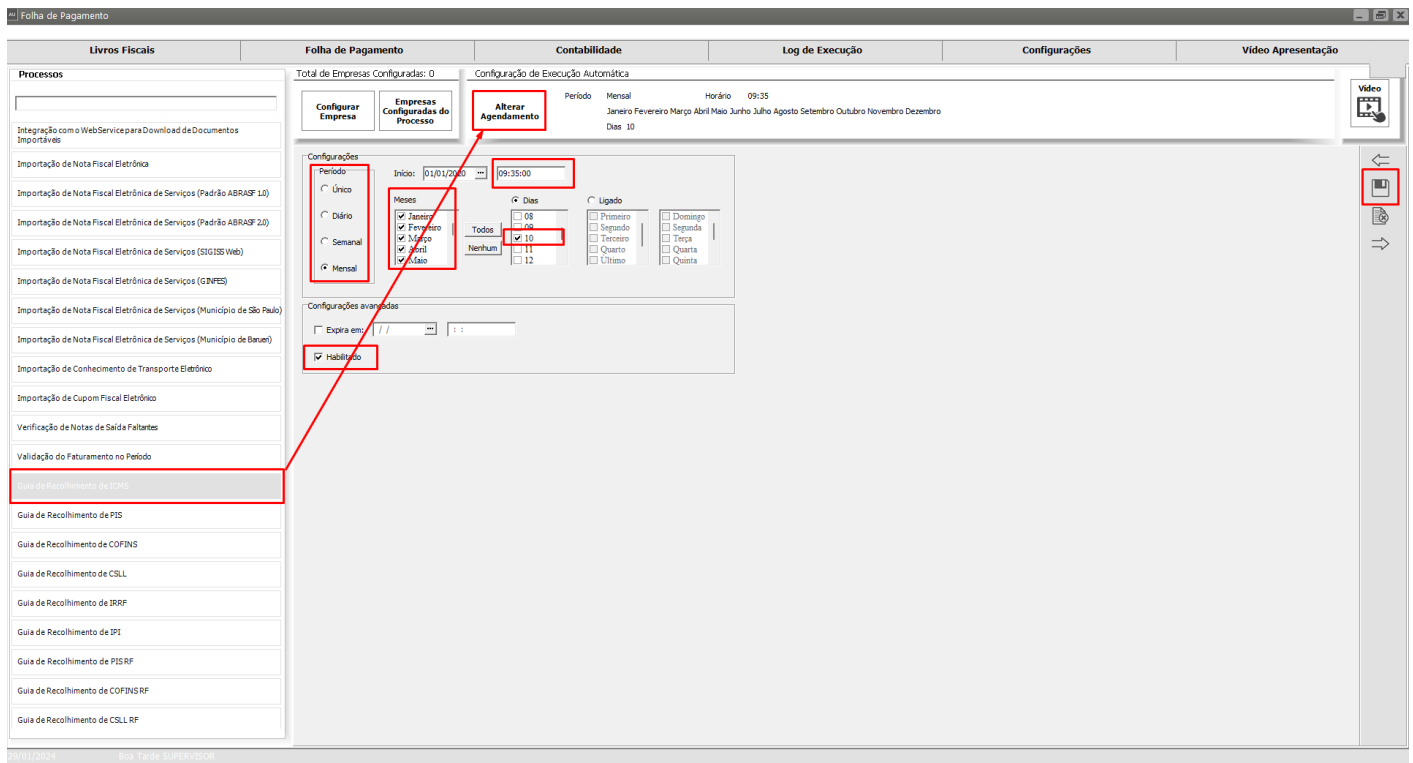 AU Folha de Pagamento
Livros Fiscais
Folha de Pagamento
Contabilidade
Log de Execução
Configurações
Vídeo Apresentação
Processos
Integração com o WebService para Download de Documentos
Importáveis
Importação de Nota Fiscal Eletrônica
Importação de Nota Fiscal Eletrônica de Serviços (Padrão ABRASF 1.0)
Importação de Nota Fiscal Eletrônica de Serviços (Padrão ABRASF 2.0)
Importação de Nota Fiscal Eletrônica de Serviços (SIGISS Web)
Importação de Nota Fiscal Eletrônica de Serviços (GINFES)
Importação de Nota Fiscal Eletrônica de Serviços (Município de São Paulo)
Importação de Nota Fiscal Eletrônica de Serviços (Município de Barueri)
Importação de Conhecimento de Transporte Eletrônico
Importação de Cupom Fiscal Eletrônico
Verificação de Notas de Saída Faltantes
Validação do Faturamento no Período
Guia de Recolhimento de ICMS
Guia de Recolhimento de PIS
Guia de Recolhimento de COFINS
Guia de Recolhimento de CSLL
Guia de Recolhimento de IRRF
Guia de Recolhimento de IPI
Guia de Recolhimento de PIS RF
Guia de Recolhimento de COFINS RF
Guia de Recolhimento de CSLL RF
Total de Empresas Configuradas: 0
Configurar
Empresa
Empresas
Configuradas do
Processo
Configuração de Execução Automática
Alterar
Agendamento
Período Mensal Horário 09:35
Janeiro Fevereiro Março Abril Maio Junho Julho Agosto Setembro Outubro Novembro Dezembro
Dias 10
Vídeo
Configurações
Período
Único
Diário
Semanal
Mensal
Início: 01/01/2020 ... 09:35:00
Meses
Janeiro
Fevereiro
Março
Abril
Maio
Todos
Nenhum
Dias
08
09
10
11
12
Ligado
Primeiro
Segundo
Terceiro
Quarto
Último
Domingo
Segunda
Terça
Quarta
Quinta
Configurações avançadas
Expira em: / / ... : :
Habilitado
29/01/2024 Boa Tarde SUPERVISOR